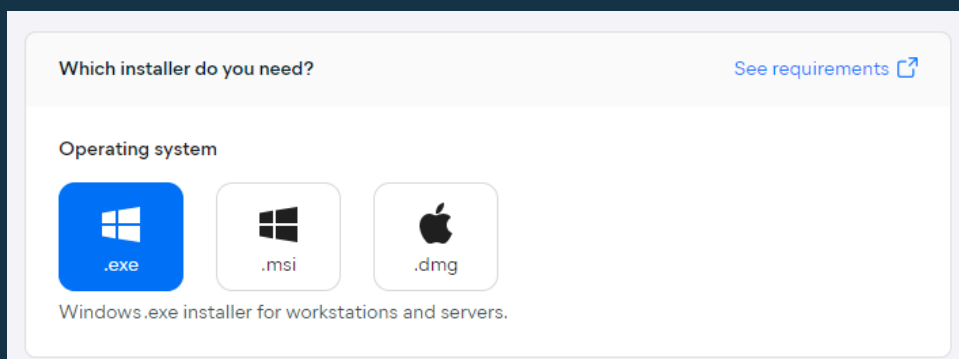 Which installer do you need?
See requirements
Operating system
.exe
.msi
.dmg
Windows.exe installer for workstations and servers.